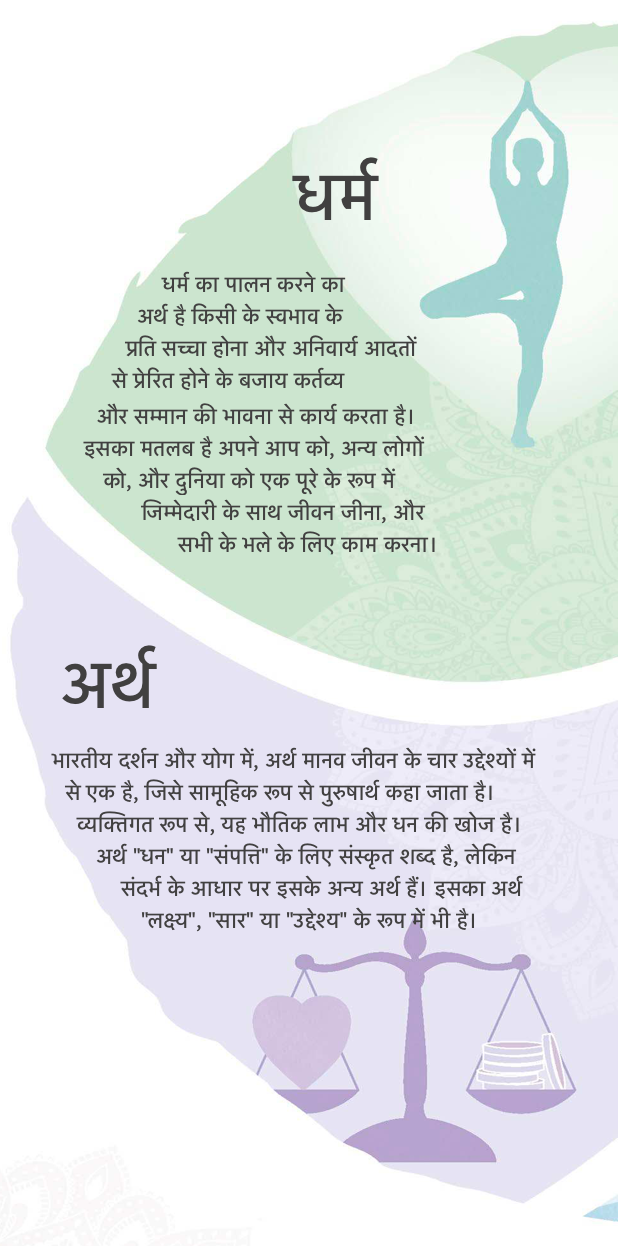 धर्म
धर्म का पालन करने का
अर्थ है किसी के स्वभाव के
प्रति सच्चा होना और अनिवार्य आदतों
से प्रेरित होने के बजाय कर्तव्य
और सम्मान की भावना से कार्य करता है।
इसका मतलब है अपने आप को, अन्य लोगों
को, और दुनिया को एक पूरे के रूप में
जिम्मेदारी के साथ जीवन जीना, और
सभी के भले के लिए काम करना।
अर्थ
भारतीय दर्शन और योग में, अर्थ मानव जीवन के चार उद्देश्यों में
से एक है, जिसे सामूहिक रूप से पुरुषार्थ कहा जाता है।
व्यक्तिगत रूप से, यह भौतिक लाभ और धन की खोज है।
अर्थ "धन" या "संपत्ति" के लिए संस्कृत शब्द है, लेकिन
संदर्भ के आधार पर इसके अन्य अर्थ हैं। इसका अर्थ
"लक्ष्य", "सार" या "उद्देश्य" के रूप में भी है।